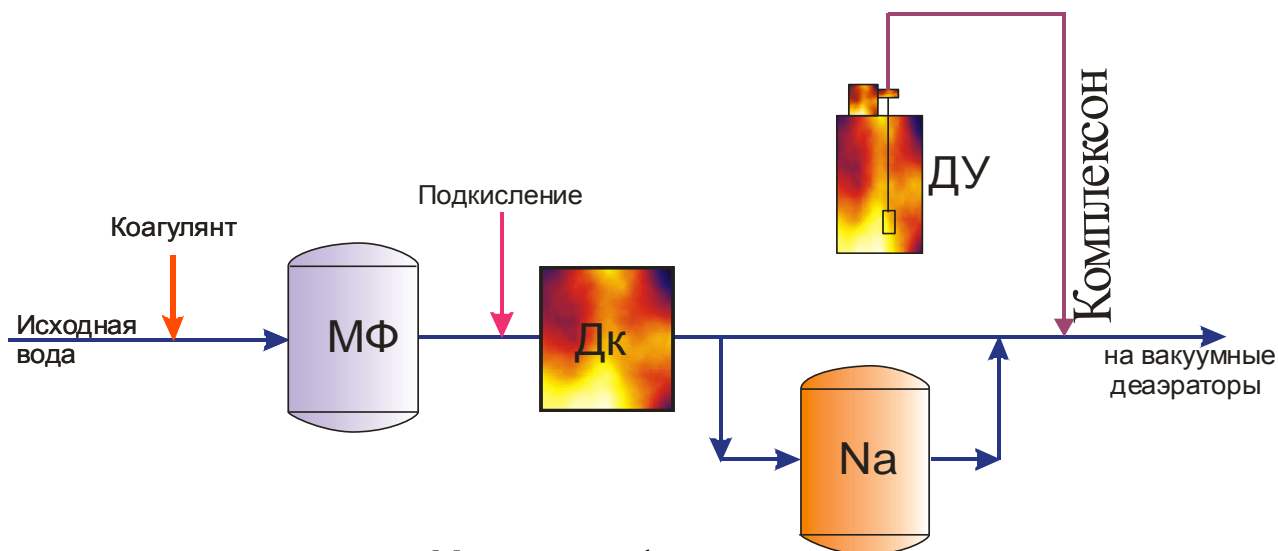 ДУ
Комплексон
Подкисление
Коагулянт
Исходная
вода
МФ
Дк
на вакуумные
деаэраторы
Na